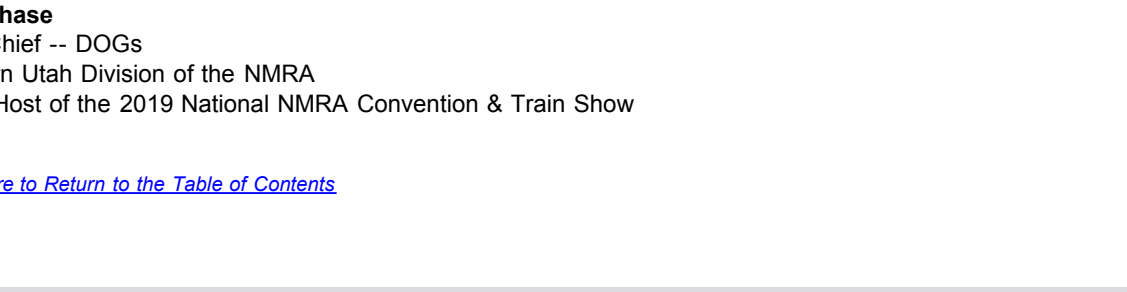 hase
hief -- DOGs
n Utah Division of the NMRA
Host of the 2019 National NMRA Convention & Train Show
re to Return to the Table of Contents